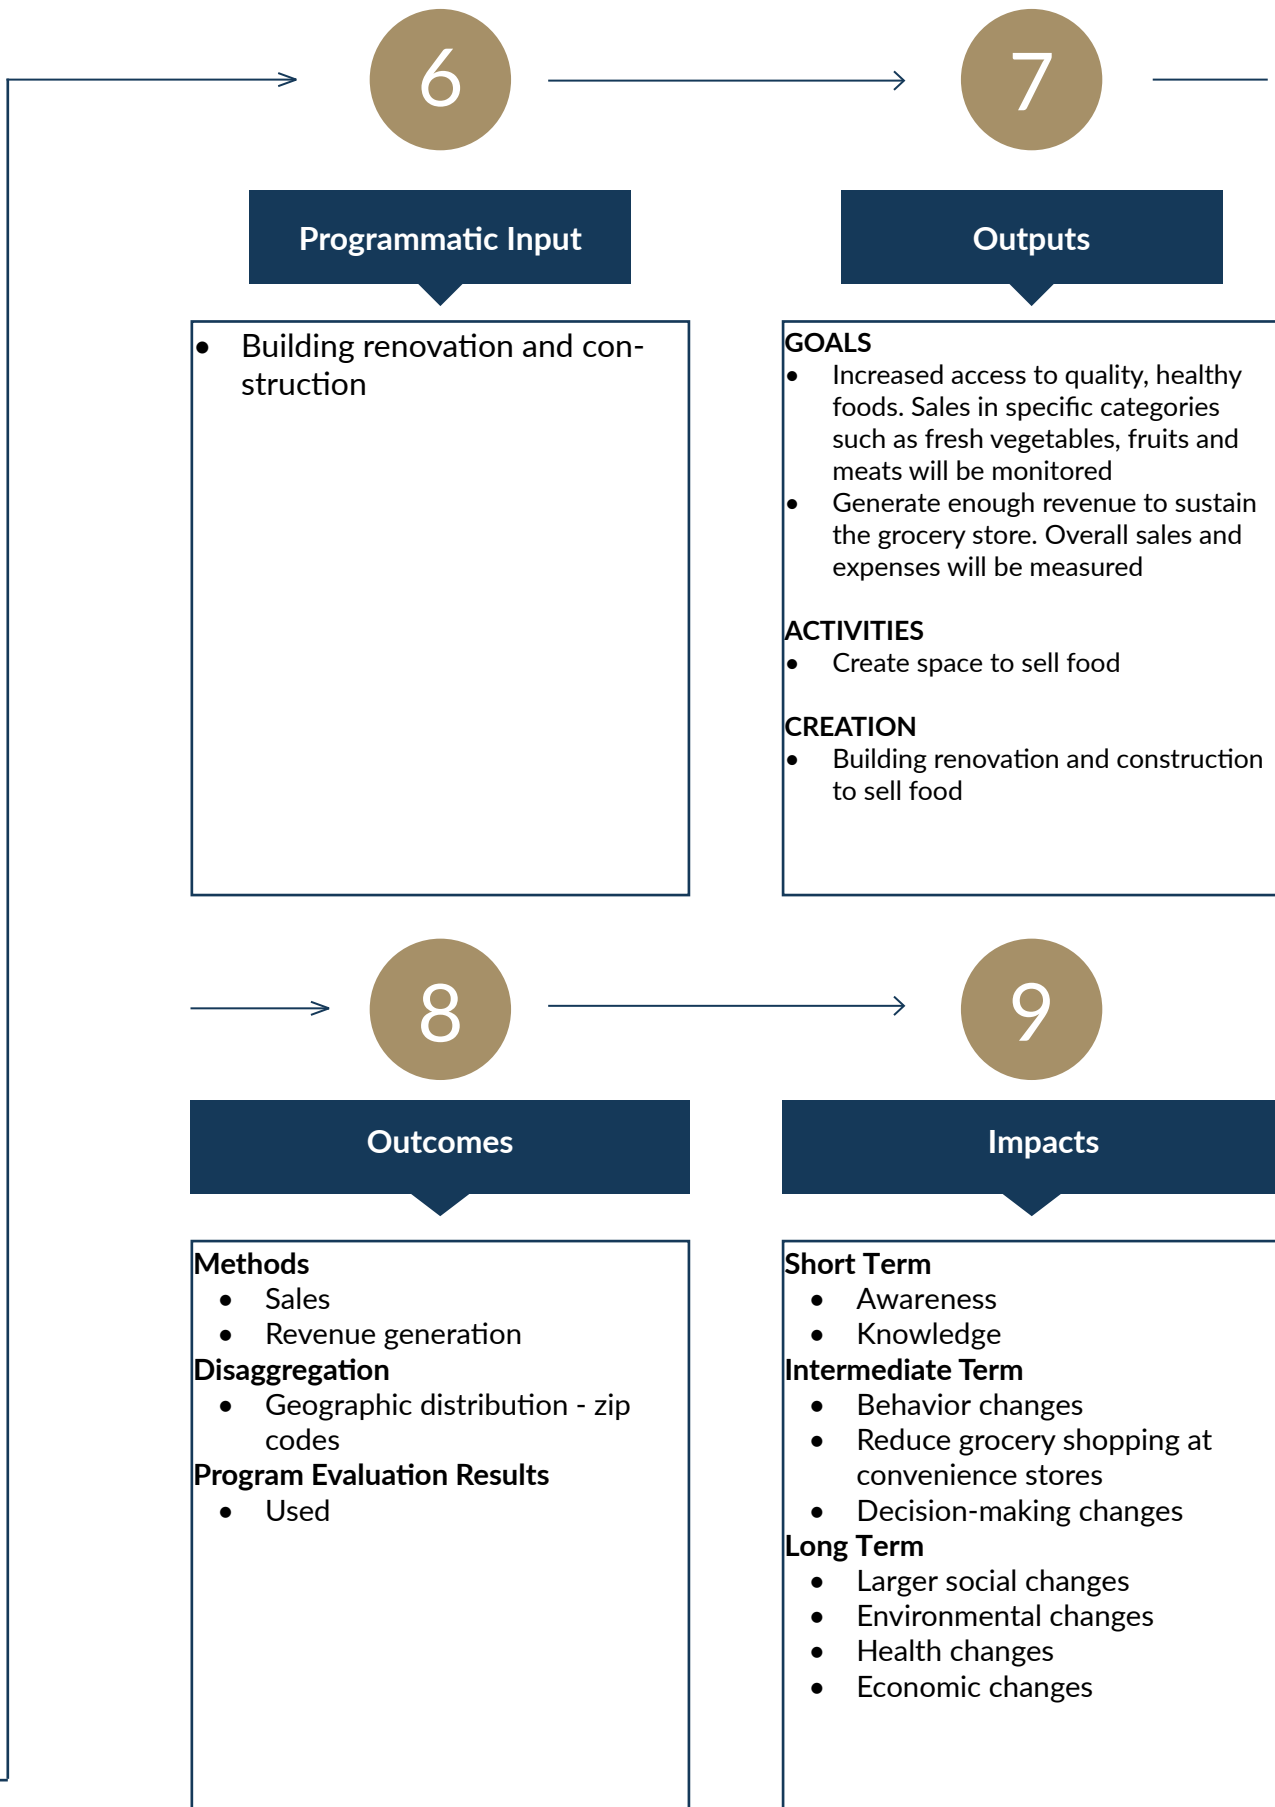 6
Programmatic Input
• Building renovation and con-
struction
7
Outputs
GOALS
• Increased access to quality, healthy
foods. Sales in specific categories
such as fresh vegetables, fruits and
meats will be monitored
• Generate enough revenue to sustain
the grocery store. Overall sales and
expenses will be measured
ACTIVITIES
• Create space to sell food
CREATION
• Building renovation and construction
to sell food
8
Outcomes
Methods
• Sales
• Revenue generation
Disaggregation
• Geographic distribution - zip
codes
Program Evaluation Results
• Used
9
Impacts
Short Term
• Awareness
• Knowledge
Intermediate Term
• Behavior changes
• Reduce grocery shopping at
convenience stores
• Decision-making changes
Long Term
• Larger social changes
• Environmental changes
• Health changes
• Economic changes